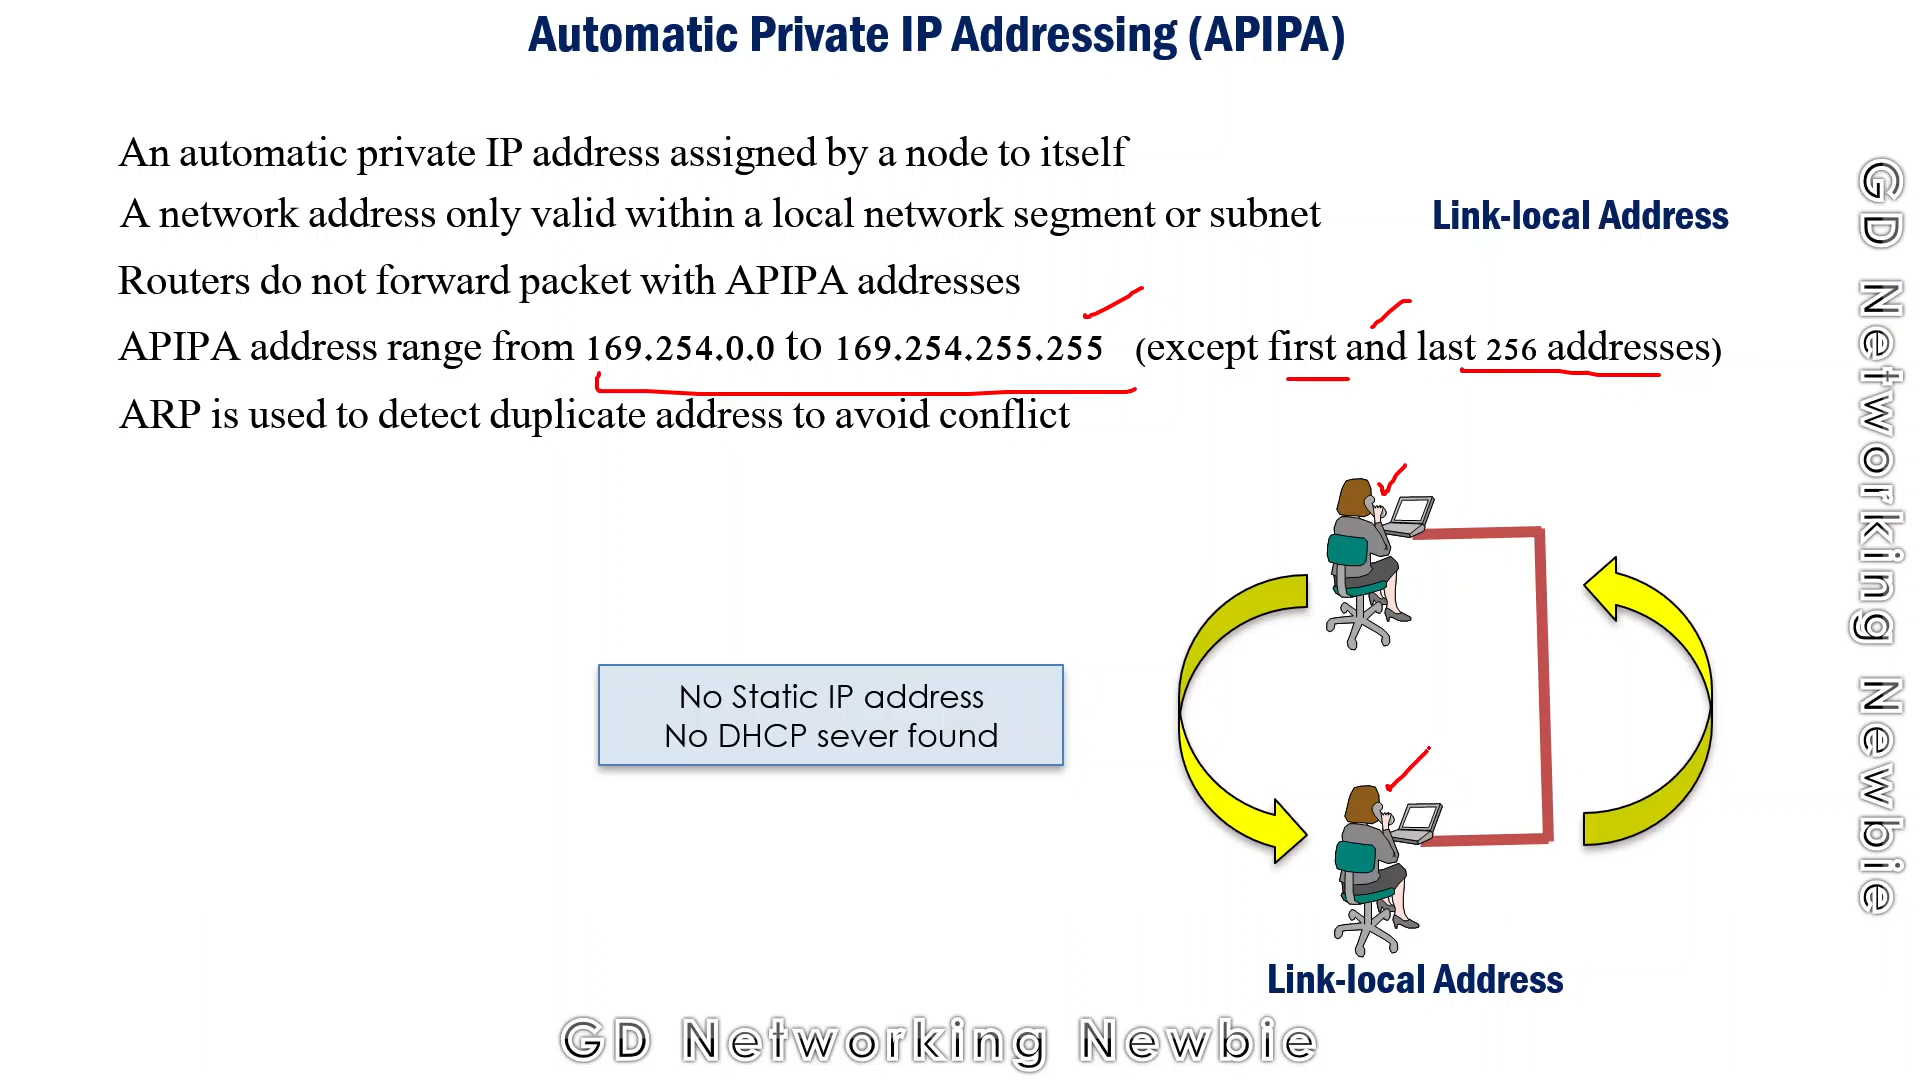 Automatic Private IP Addressing (APIPA)
An automatic private IP address assigned by a node to itself
A network address only valid within a local network segment or subnet
Link-local Address
Routers do not forward packet with APIPA addresses
APIPA address range from 169.254.0.0 to 169.254.255.255 (except first and last 256 addresses)
ARP is used to detect duplicate address to avoid conflict
No Static IP address
No DHCP sever found
Link-local Address
GD Networking Newbie
GD Networking Newbie